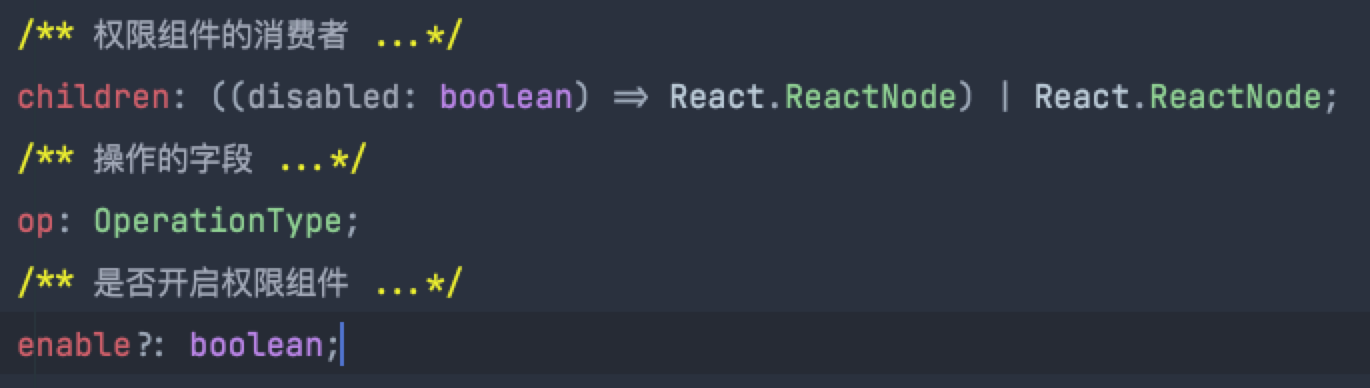 /** 权限组件的消费者 ...*/
children: ((disabled: boolean) => React.ReactNode) | React.ReactNode;
/** 操作的字段 ...*/
op: OperationType;
/** 是否开启权限组件 ...*/
enable?: boolean;